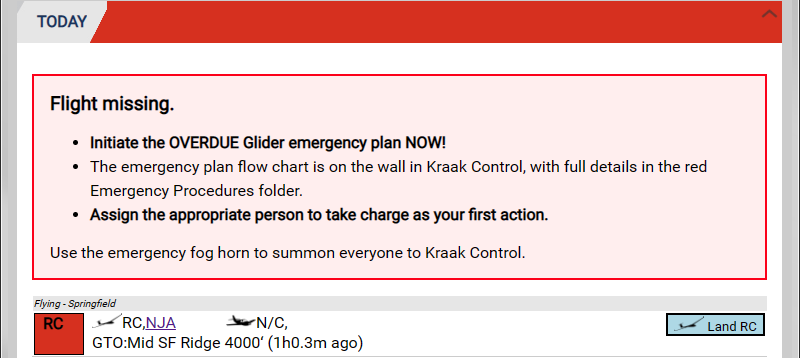 TODAY
Flight missing.
• Initiate the OVERDUE Glider emergency plan NOW!
• The emergency plan flow chart is on the wall in Kraak Control, with full details in the red
Emergency Procedures folder.
• Assign the appropriate person to take charge as your first action.
Use the emergency fog horn to summon everyone to Kraak Control.
Flying - Springfield
RC RC,NJA N/C, Land RC
GTO:Mid SF Ridge 4000‘ (1h0.3m ago)